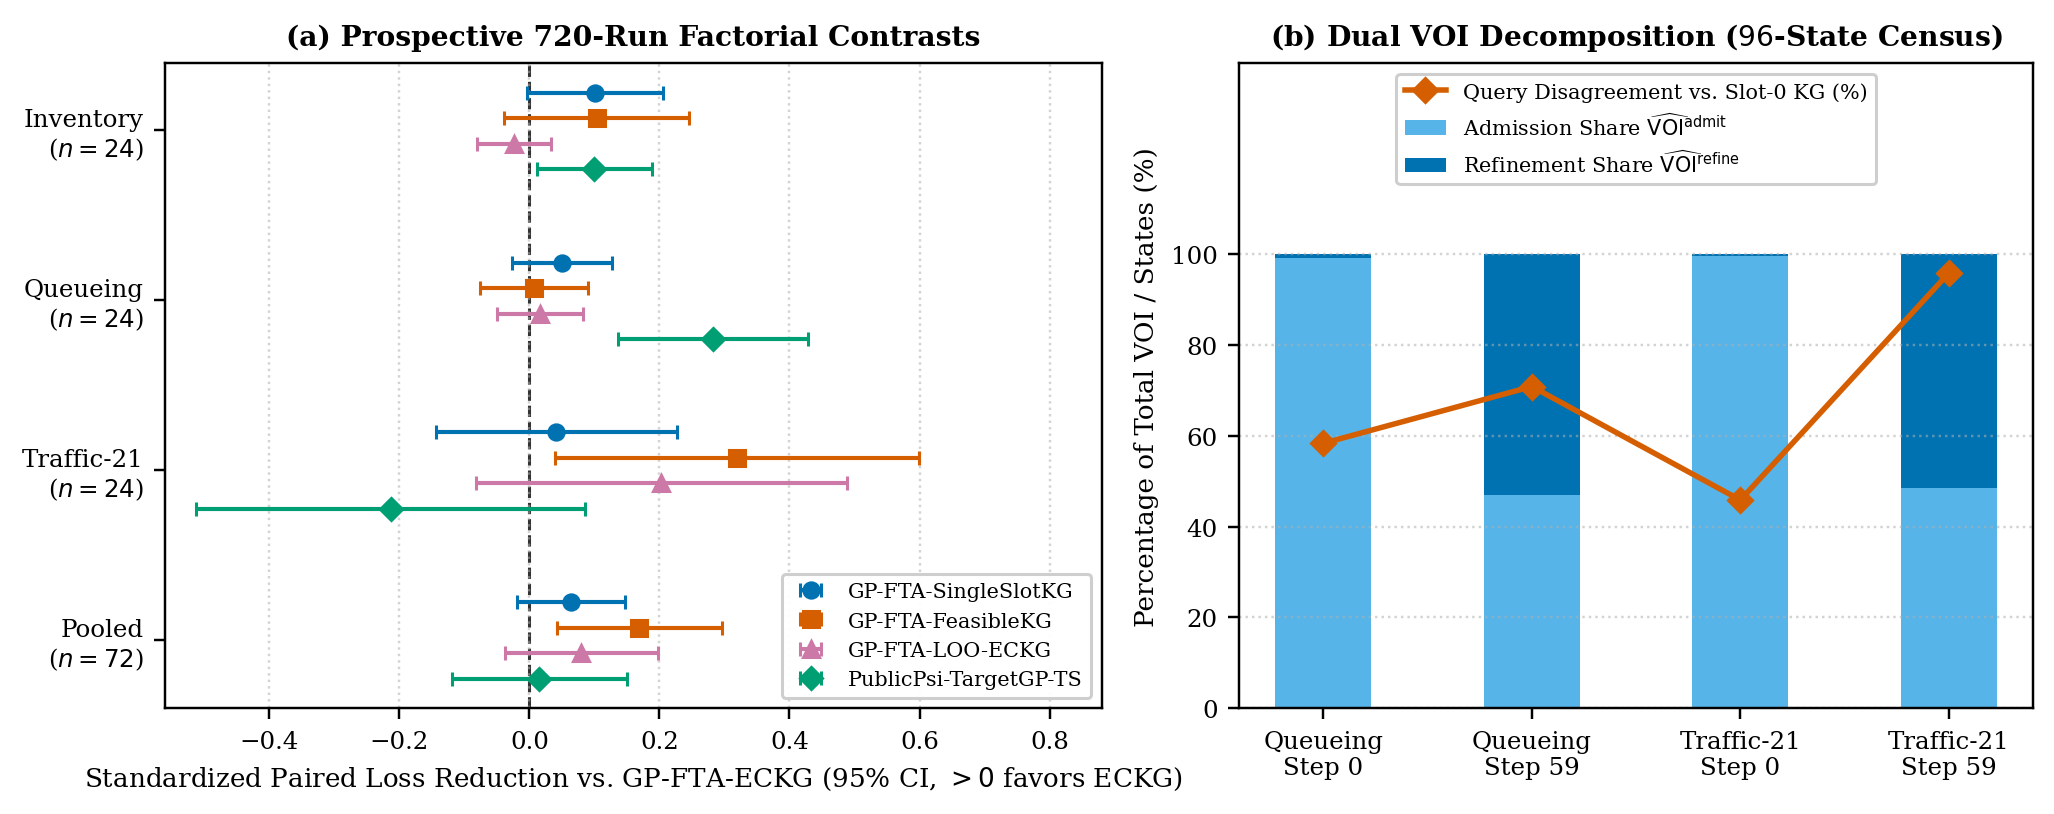 (a) Prospective 720-Run Factorial Contrasts
Inventory
(n = 24)
Queueing
(n = 24)
Traffic-21
(n = 24)
Pooled
(n = 72)
GP-FTA-SingleSlotKG
GP-FTA-FeasibleKG
GP-FTA-LOO-ECKG
PublicPsi-TargetGP-TS
−0.4 −0.2 0.0 0.2 0.4 0.6 0.8
Standardized Paired Loss Reduction vs. GP-FTA-ECKG (95% CI, > 0 favors ECKG)
(b) Dual VOI Decomposition (96-State Census)
Query Disagreement vs. Slot-0 KG (%)
Admission Share \widehat{VOI}^{admit}
Refinement Share \widehat{VOI}^{refine}
Percentage of Total VOI / States (%)
100
80
60
40
20
0
Queueing
Step 0
Queueing
Step 59
Traffic-21
Step 0
Traffic-21
Step 59